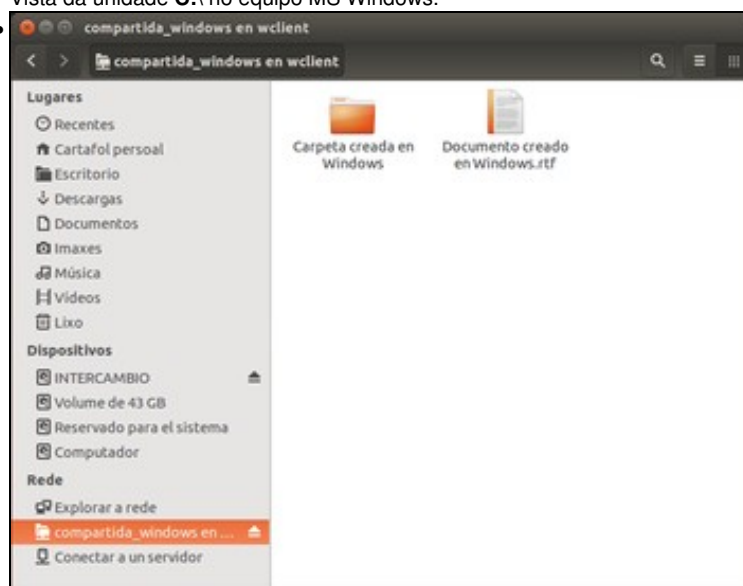 Vista da unidade C:\ no equipo MS Windows.
compartida_windows en wclient
compartida_windows en wclient
Lugares
Recentes
Cartafol persoal
Escritorio
Descargas
Documentos
Imaxes
Música
Vídeos
Lixo
Dispositivos
INTERCAMBIO
Volume de 43 GB
Reservado para el sistema
Computador
Rede
Explorar a rede
compartida_windows en ...
Conectar a un servidor
Carpeta creada en
Windows
Documento creado
en Windows.rtf